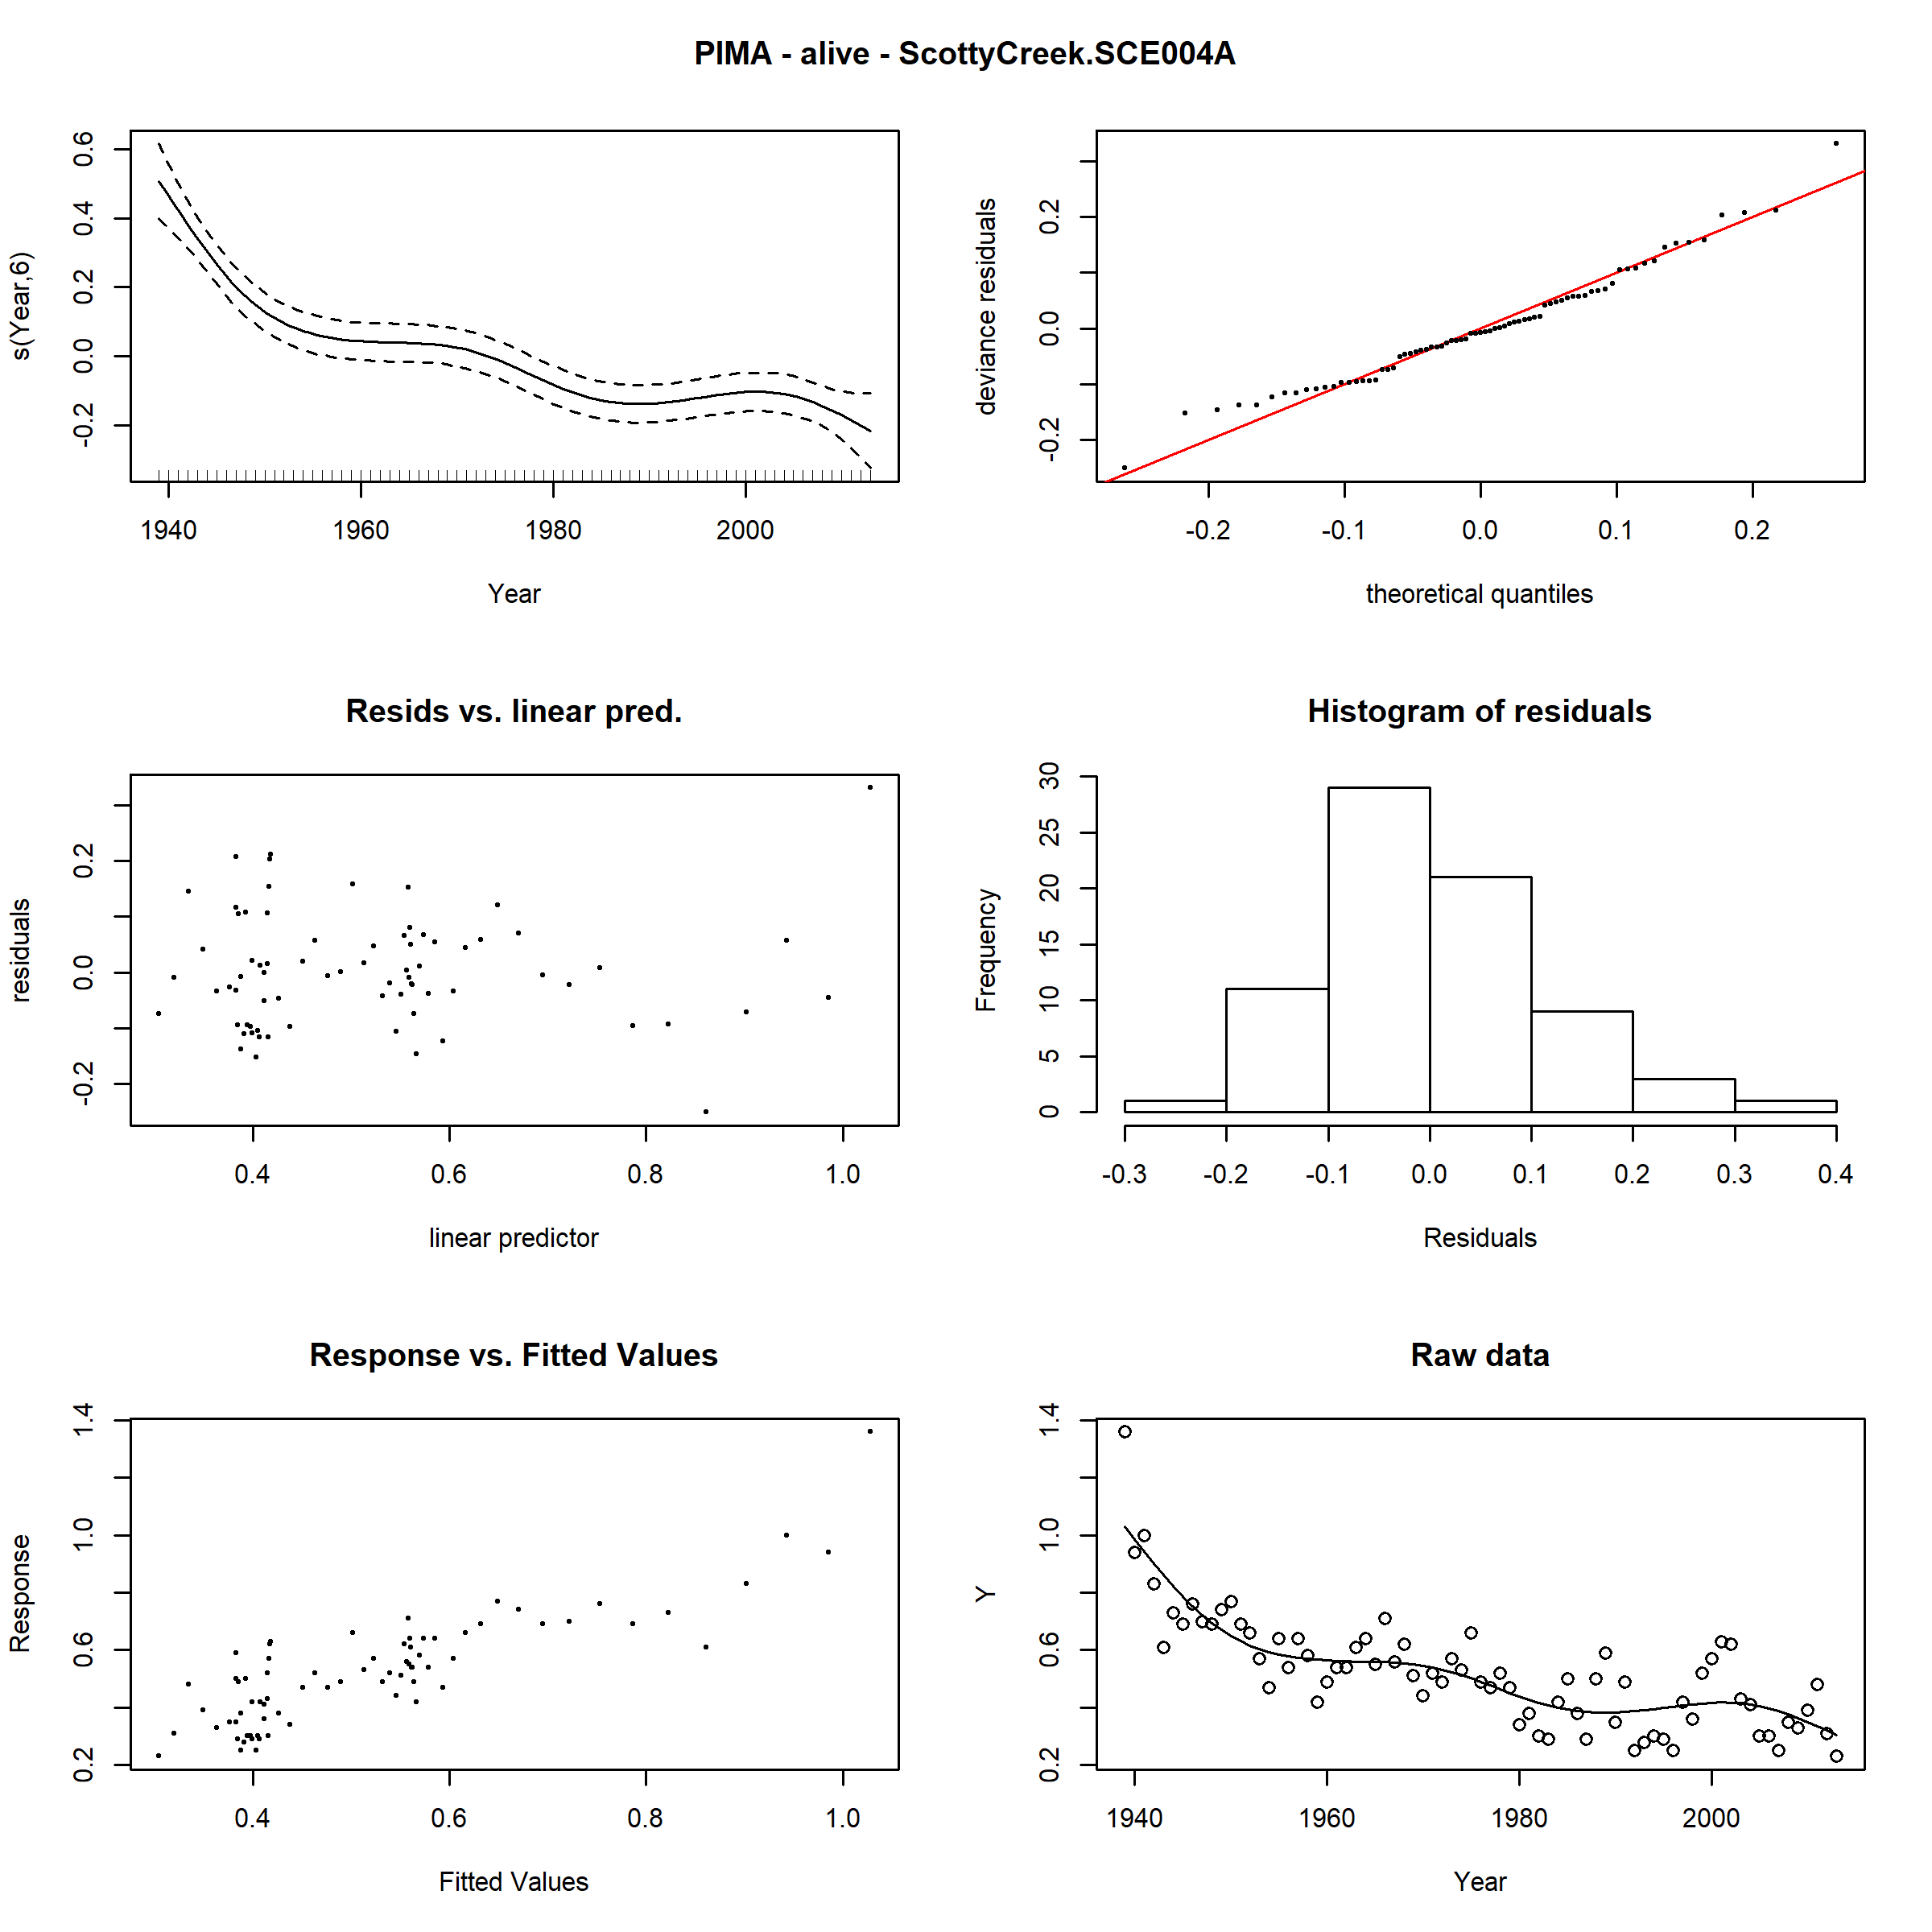 PIMA - alive - ScottyCreek.SCE004A
s(Year,6)
0.6
0.4
0.2
0.0
-0.2
1940 1960 1980 2000
Year
deviance residuals
0.2
0.0
-0.2
-0.2 -0.1 0.0 0.1 0.2
theoretical quantiles
Resids vs. linear pred.
residuals
0.2
0.0
-0.2
0.4 0.6 0.8 1.0
linear predictor
Histogram of residuals
Frequency
30
25
20
15
10
5
0
-0.3 -0.2 -0.1 0.0 0.1 0.2 0.3 0.4
Residuals
Response vs. Fitted Values
Response
1.4
1.0
0.6
0.2
0.4 0.6 0.8 1.0
Fitted Values
Raw data
Y
1.4
1.0
0.6
0.2
1940 1960 1980 2000
Year